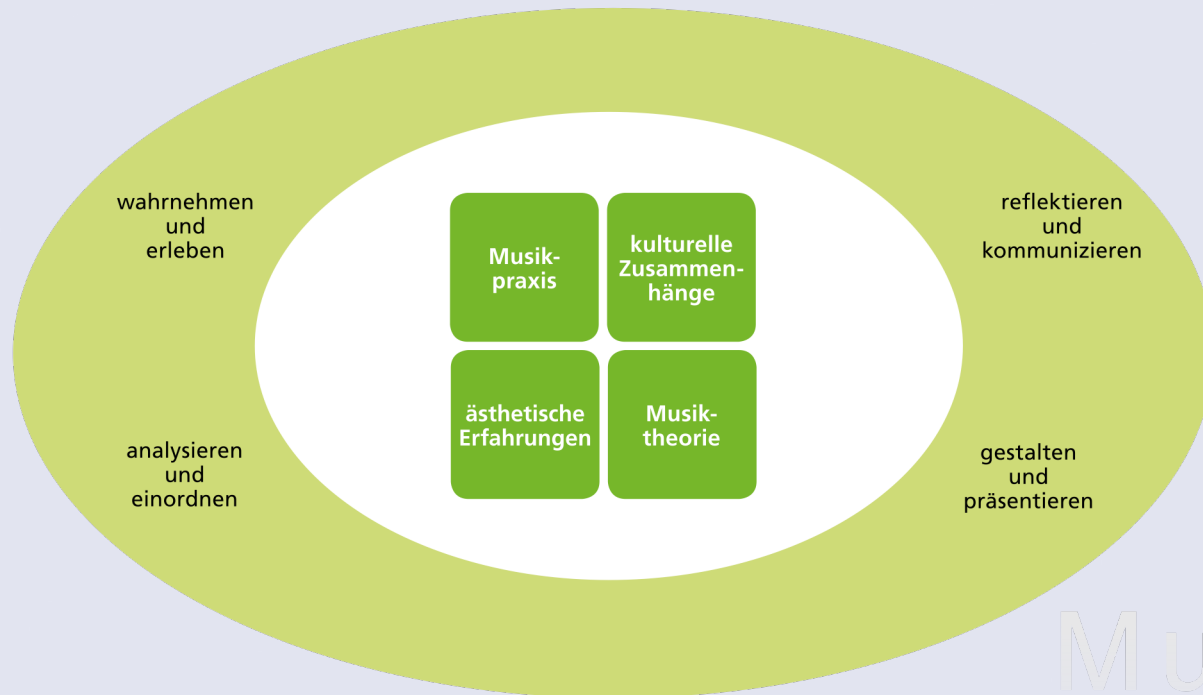 wahrnehmen
und
erleben
reflektieren
und
kommunizieren
Musik-
praxis
kulturelle
Zusammen-
hänge
ästhetische
Erfahrungen
Musik-
theorie
analysieren
und
einordnen
gestalten
und
präsentieren
Mu